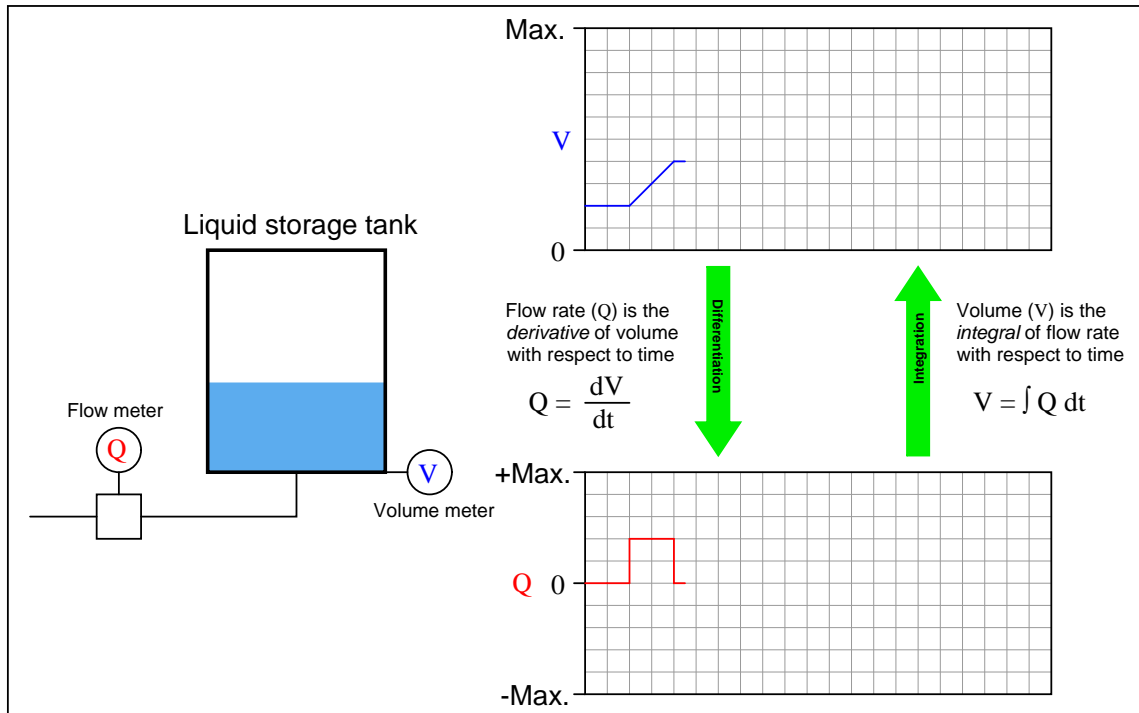 Max.
V
0
Liquid storage tank
Flow meter
Q
V
Volume meter
Flow rate (Q) is the
derivative of volume
with respect to time
Q = dV/dt
Differentiation
Integration
Volume (V) is the
integral of flow rate
with respect to time
V = ∫ Q dt
+Max.
Q 0
-Max.